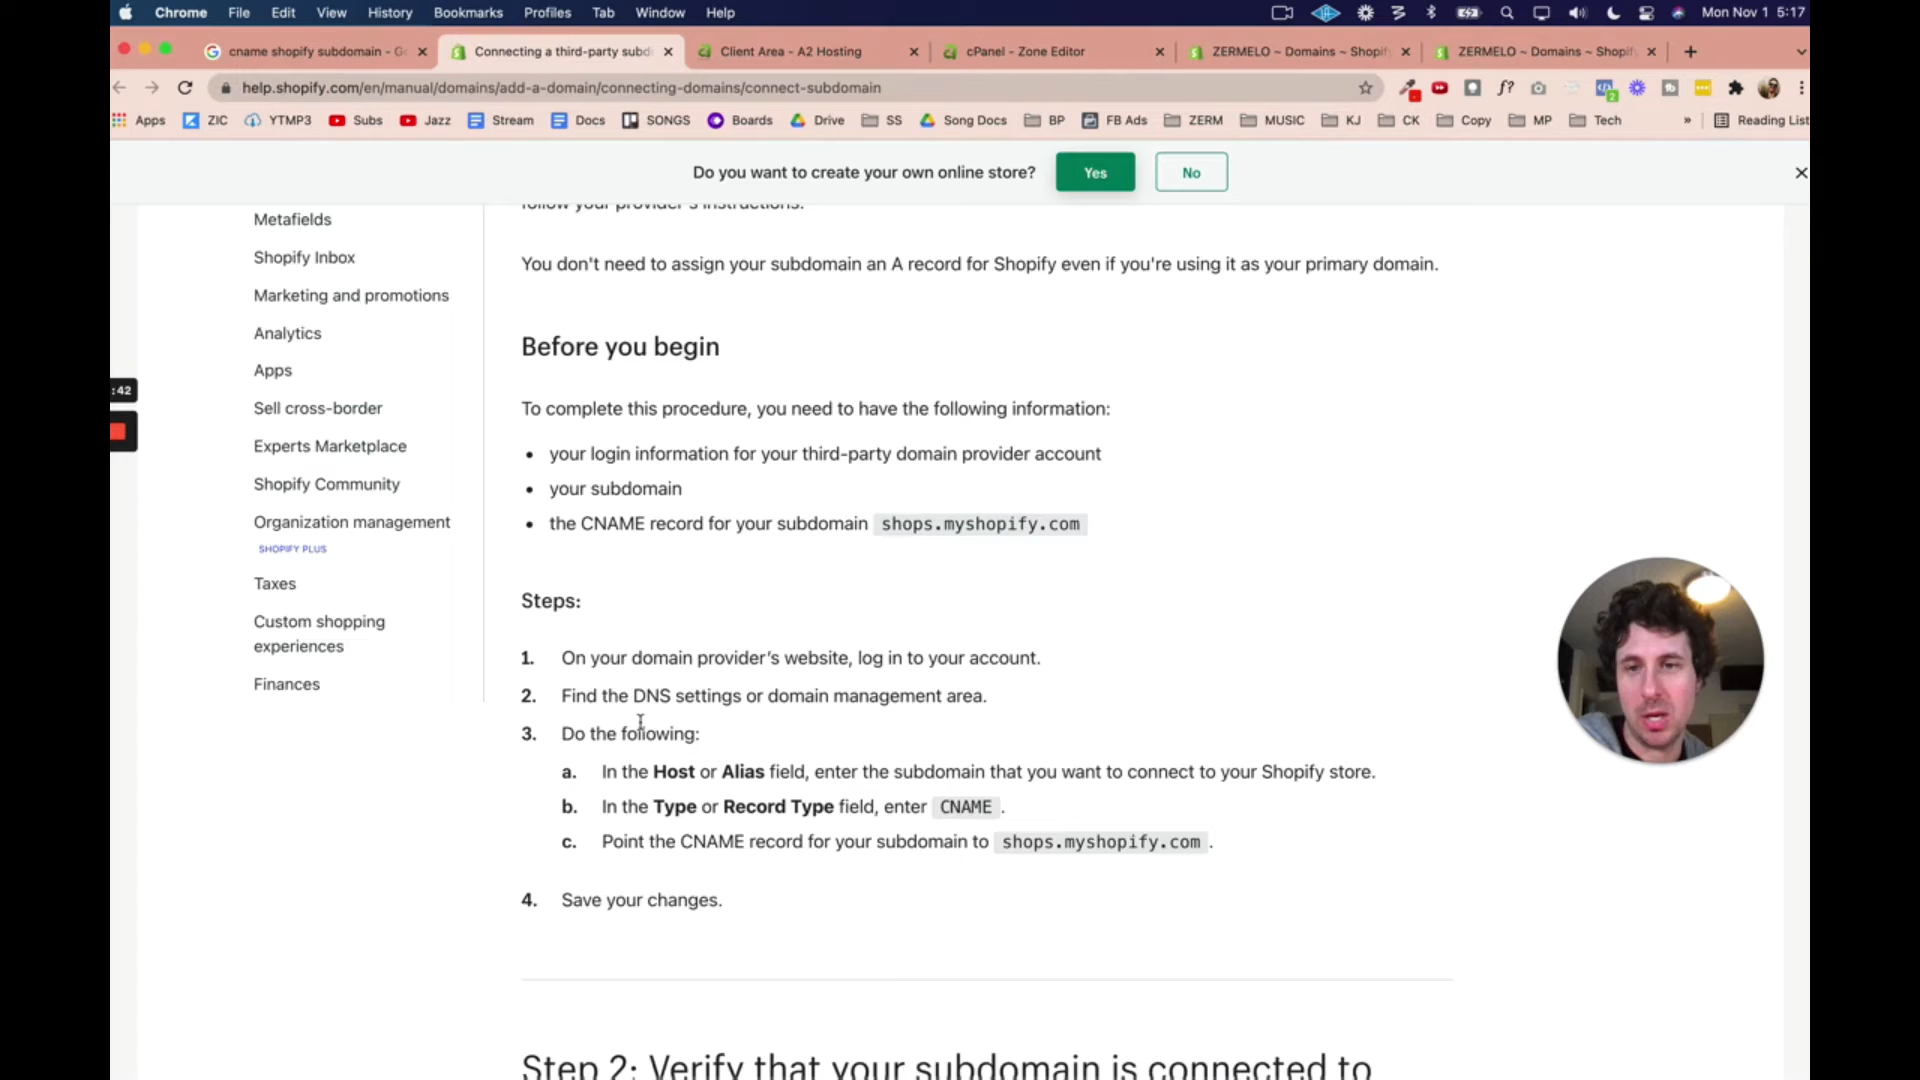 Chrome File Edit View History Bookmarks Profiles Tab Window Help Mon Nov 1 5:17
cname shopify subdomain - G Connecting a third-party subd Client Area - A2 Hosting cPanel - Zone Editor ZERMELO ~ Domains ~ Shopif ZERMELO ~ Domains ~ Shopif
help.shopify.com/en/manual/domains/add-a-domain/connecting-domains/connect-subdomain
Apps ZIC YTMP3 Subs Jazz Stream Docs SONGS Boards Drive SS Song Docs BP FB Ads ZERM MUSIC KJ CK Copy MP Tech » Reading List
Do you want to create your own online store? Yes No
follow your provider's instructions.
Metafields
Shopify Inbox
Marketing and promotions
Analytics
Apps
Sell cross-border
Experts Marketplace
Shopify Community
Organization management
SHOPIFY PLUS
Taxes
Custom shopping
experiences
Finances
:42
You don't need to assign your subdomain an A record for Shopify even if you're using it as your primary domain.
Before you begin
To complete this procedure, you need to have the following information:
• your login information for your third-party domain provider account
• your subdomain
• the CNAME record for your subdomain shops.myshopify.com
Steps:
1. On your domain provider's website, log in to your account.
2. Find the DNS settings or domain management area.
3. Do the following:
a. In the Host or Alias field, enter the subdomain that you want to connect to your Shopify store.
b. In the Type or Record Type field, enter CNAME .
c. Point the CNAME record for your subdomain to shops.myshopify.com .
4. Save your changes.
Step 2: Verify that your subdomain is connected to